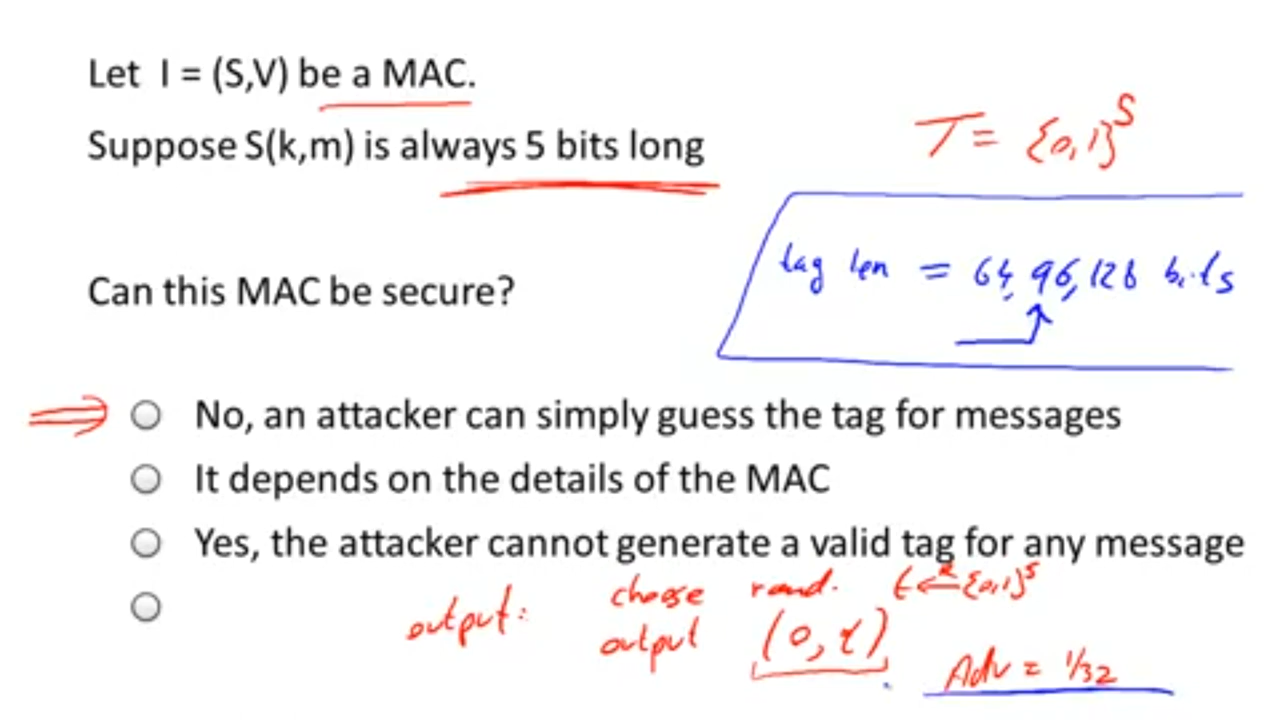 Let I = (S,V) be a MAC.
Suppose S(k,m) is always 5 bits long
T = {0,1}^5
tag len = 64, 96, 128 bits
Can this MAC be secure?
No, an attacker can simply guess the tag for messages
It depends on the details of the MAC
Yes, the attacker cannot generate a valid tag for any message
output: choose rand. t ←R {0,1}^5
output (0,t)
Adv = 1/32